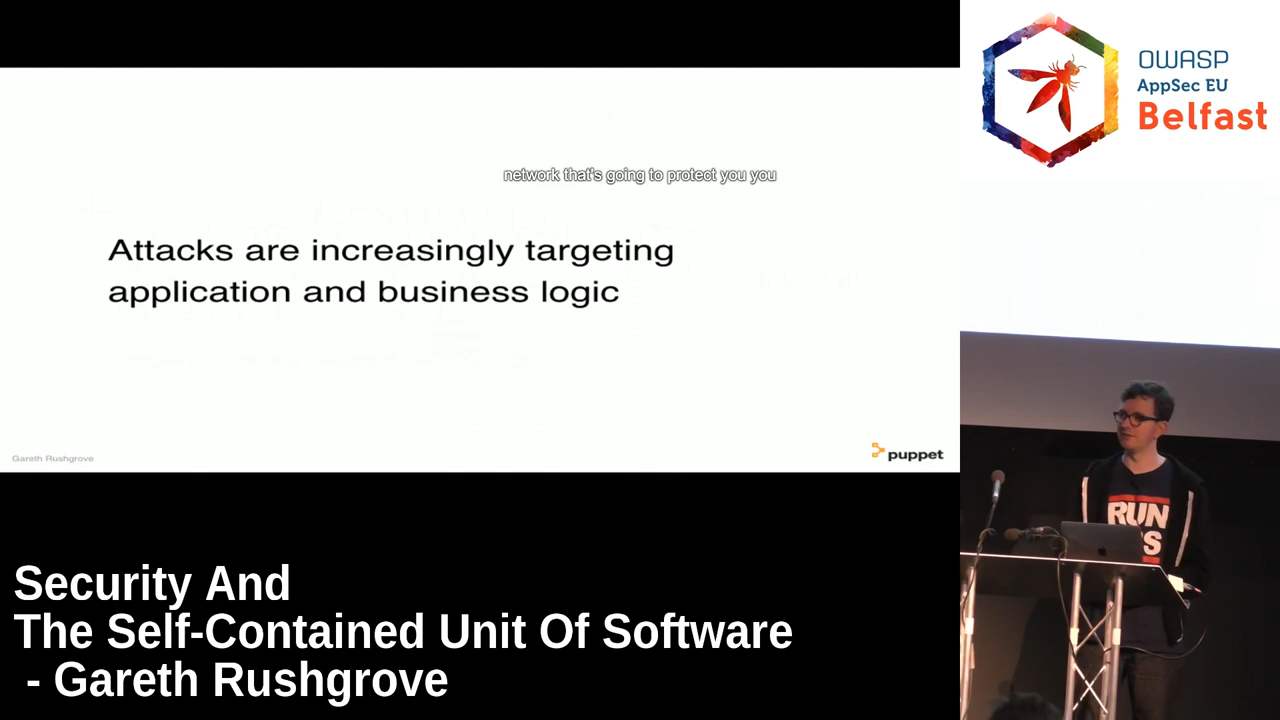 network that's going to protect you you
Attacks are increasingly targeting
application and business logic
Gareth Rushgrove
puppet
OWASP
AppSec EU
Belfast
RUN
S
Security And
The Self-Contained Unit Of Software
- Gareth Rushgrove